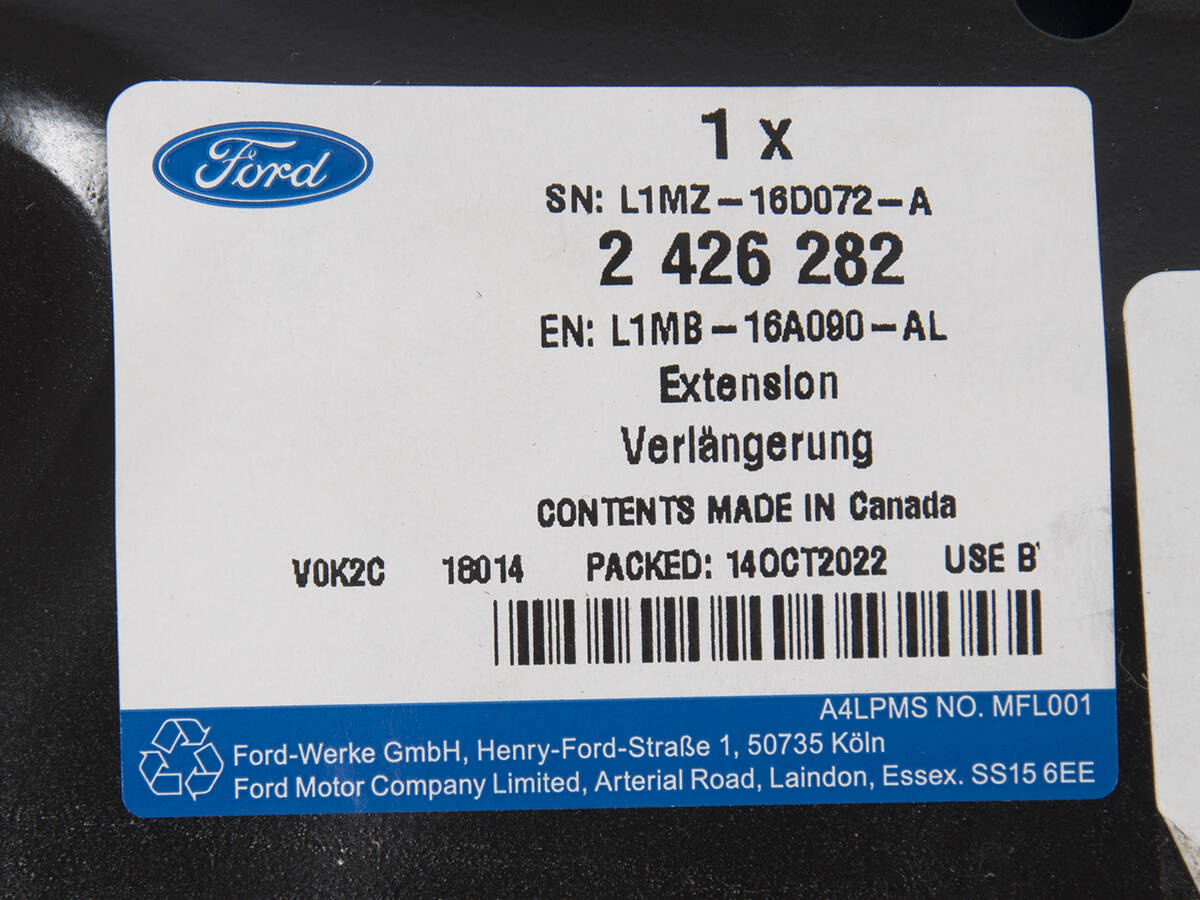 Ford
1 x
SN: L1MZ-16D072-A
2 426 282
EN: L1MB-16A090-AL
Extension
Verlängerung
CONTENTS MADE IN Canada
V0K2C 18014 PACKED: 14OCT2022 USE B
A4LPMS NO. MFL001
Ford-Werke GmbH, Henry-Ford-Straße 1, 50735 Köln
Ford Motor Company Limited, Arterial Road, Laindon, Essex. SS15 6EE